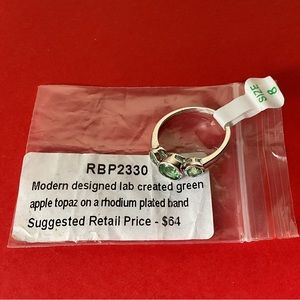 SIZE 8
RBP2330
Modern designed lab created green
apple topaz on a rhodium plated band
Suggested Retail Price - $64